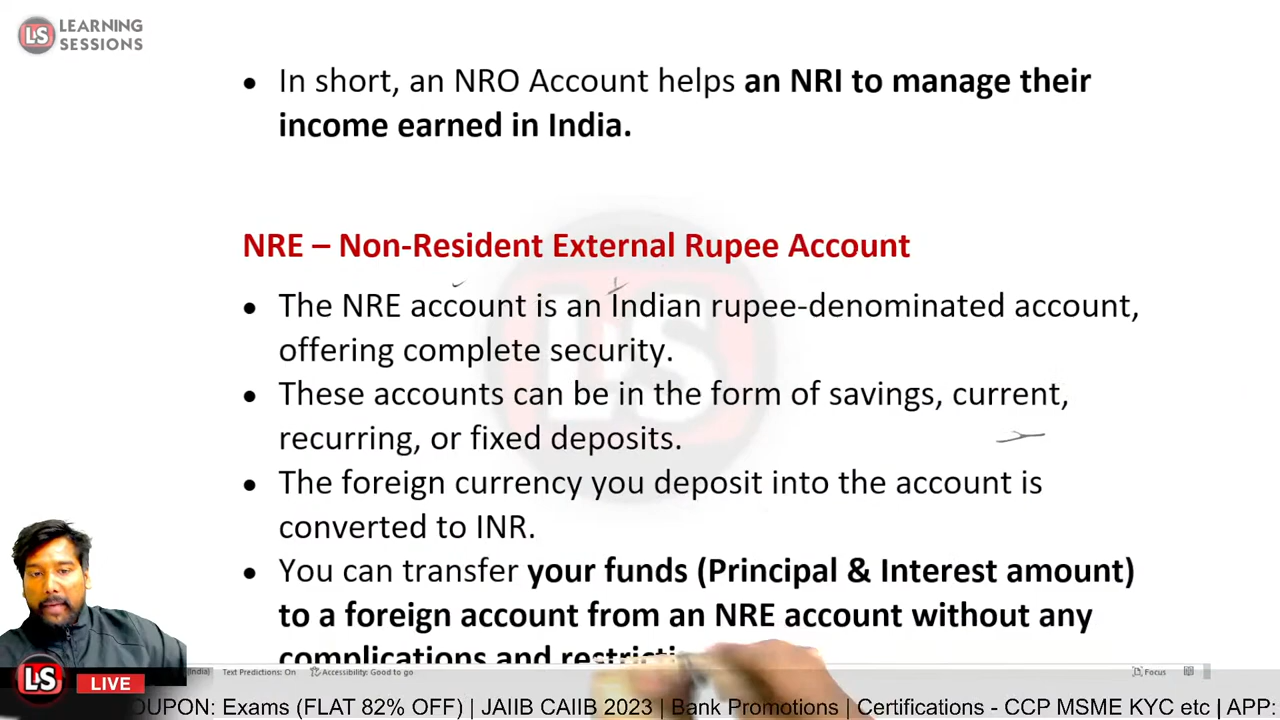 LS LEARNING
SESSIONS
• In short, an NRO Account helps an NRI to manage their
income earned in India.
NRE – Non-Resident External Rupee Account
• The NRE account is an Indian rupee-denominated account,
offering complete security.
• These accounts can be in the form of savings, current,
recurring, or fixed deposits.
• The foreign currency you deposit into the account is
converted to INR.
• You can transfer your funds (Principal & Interest amount)
to a foreign account from an NRE account without any
complications and
(India) Text Predictions: On Accessibility: Good to go Focus
LS LIVE
OUPON: Exams (FLAT 82% OFF) | JAIIB CAIIB 2023 | Bank Promotions | Certifications - CCP MSME KYC etc | APP: